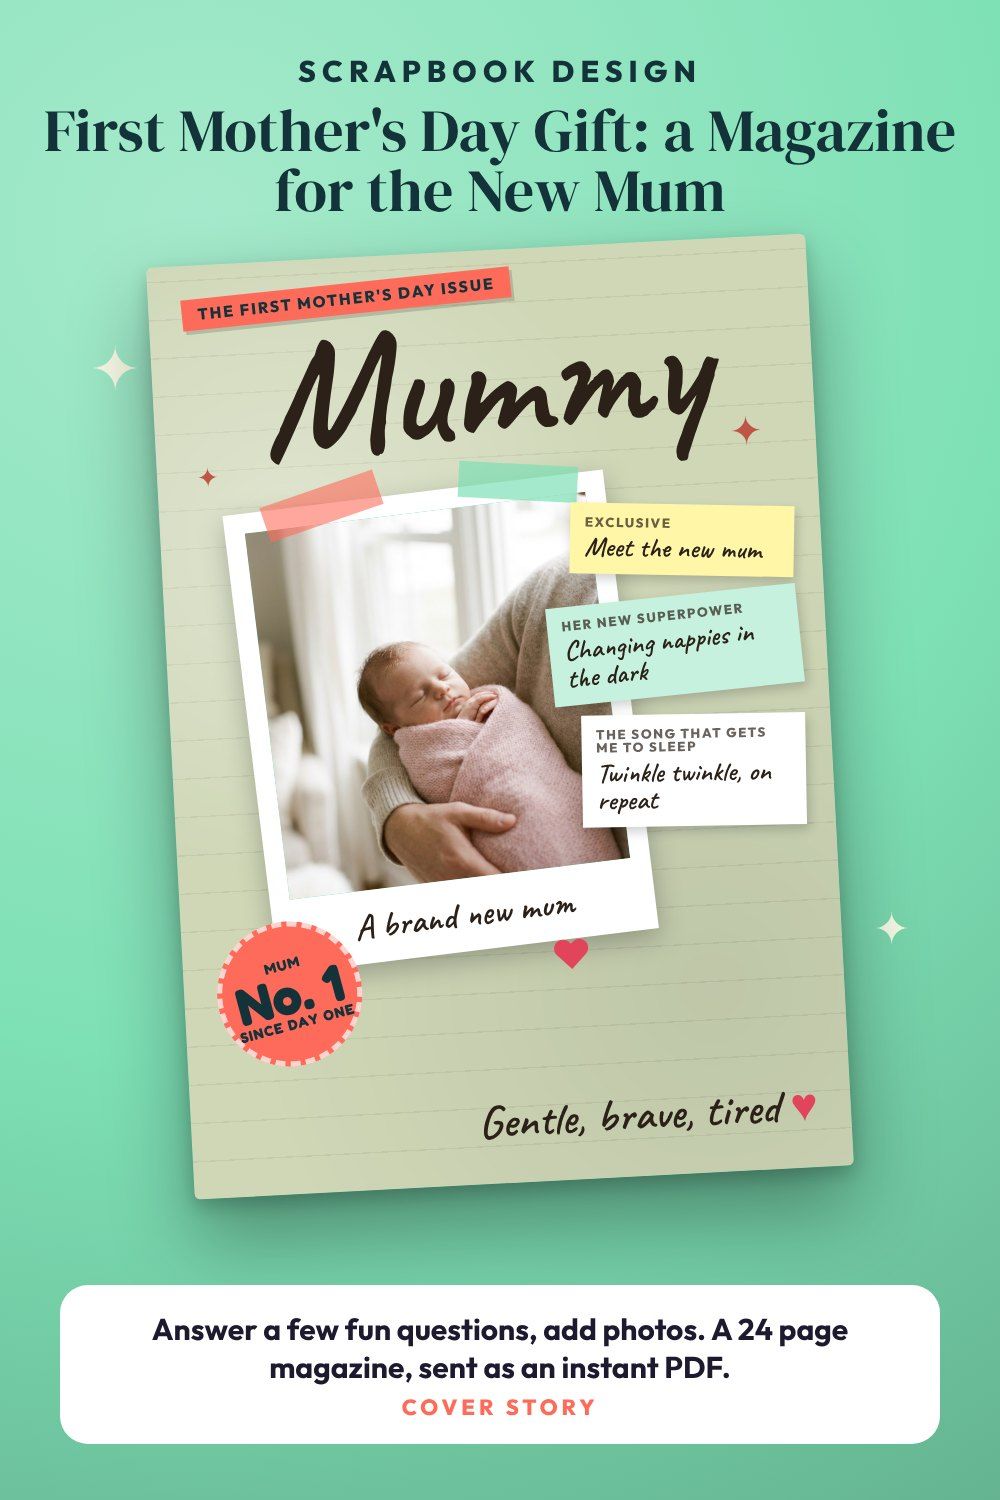 SCRAPBOOK DESIGN
First Mother's Day Gift: a Magazine
for the New Mum
THE FIRST MOTHER'S DAY ISSUE
Mummy
EXCLUSIVE
Meet the new mum
HER NEW SUPERPOWER
Changing nappies in
the dark
THE SONG THAT GETS
ME TO SLEEP
Twinkle twinkle, on
repeat
A brand new mum
MUM
No. 1
SINCE DAY ONE
Gentle, brave, tired
Answer a few fun questions, add photos. A 24 page
magazine, sent as an instant PDF.
COVER STORY